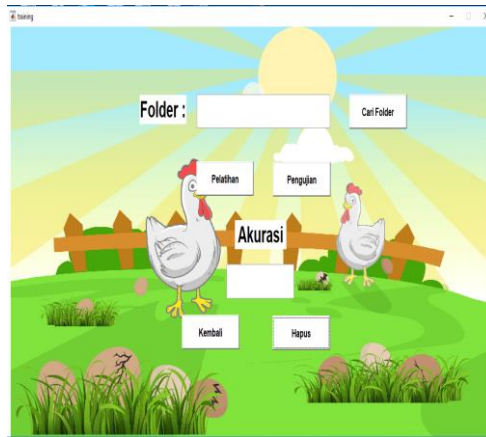 training
Folder :
Cari Folder
Pelatihan
Pengujian
Akurasi
Kembali
Hapus